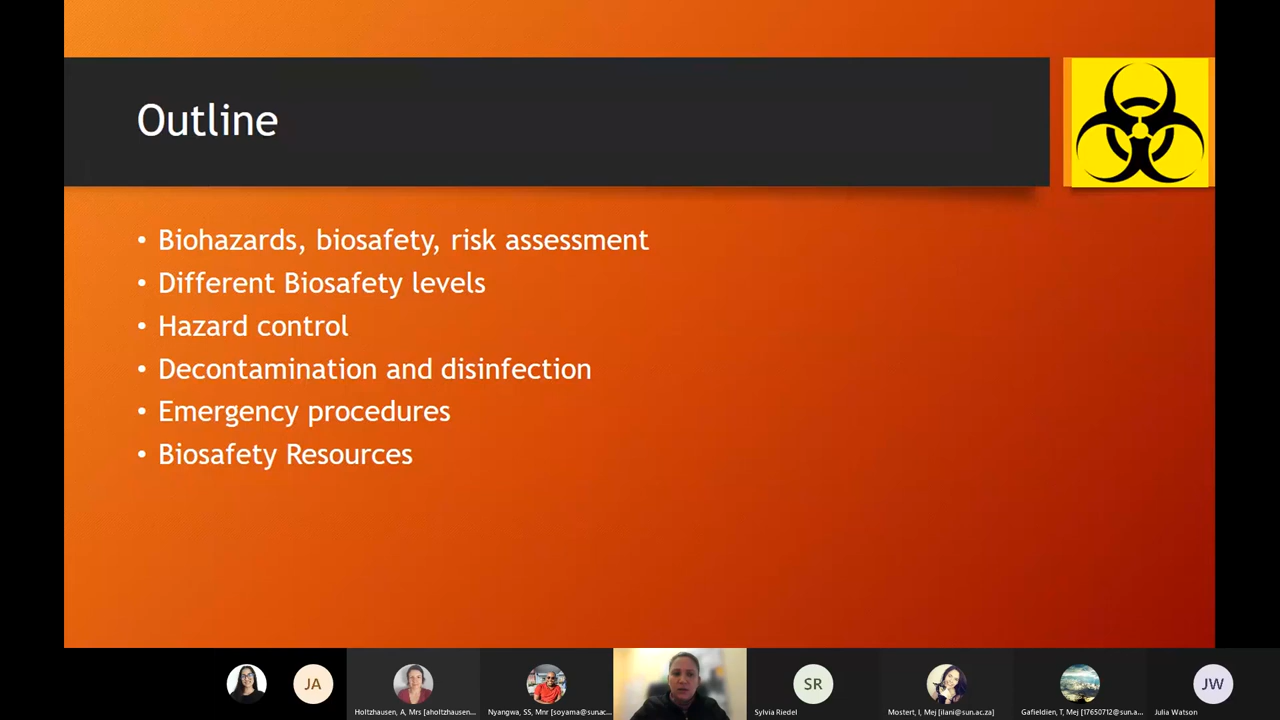 Outline
• Biohazards, biosafety, risk assessment
• Different Biosafety levels
• Hazard control
• Decontamination and disinfection
• Emergency procedures
• Biosafety Resources
JA
SR
JW
Holtzhausen, A, Mrs [aholtzhausen...
Nyangwa, SS, Mnr [soyama@sun.ac...
Sylvia Riedel
Mostert, I, Mej [ilani@sun.ac.za]
Gafieldien, T, Mej [17650712@sun.a...
Julia Watson